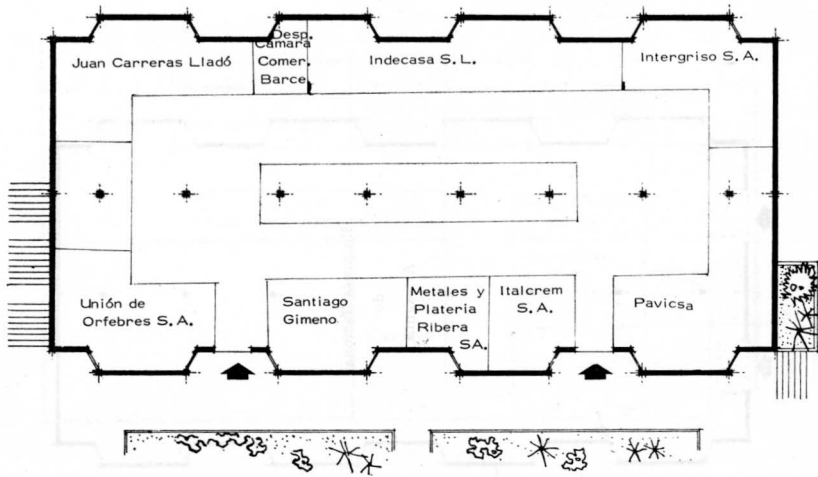 Juan Carreras Lladó
Desp.
Cámara
Comer.
Barce.
Indecasa S.L.
Intergriso S.A.
Unión de
Orfebres S.A.
Santiago
Gimeno
Metales y
Platería
Ribera
SA.
Italcrem
S.A.
Pavicsa